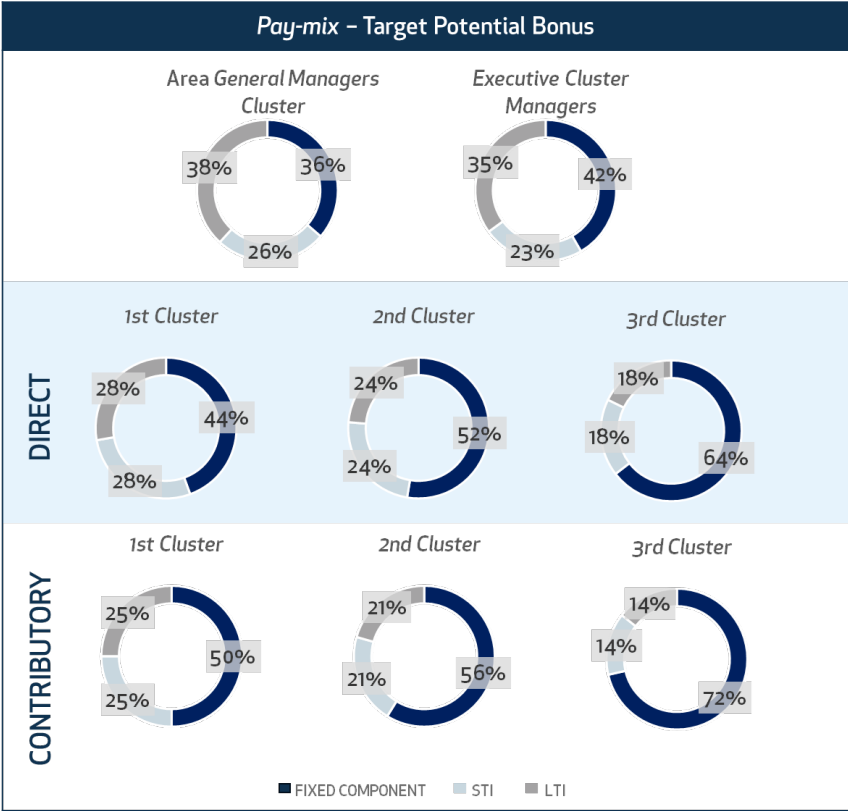 Pay-mix – Target Potential Bonus
Area General Managers
Cluster
Executive Cluster
Managers
38%
36%
26%
35%
42%
23%
DIRECT
1st Cluster
2nd Cluster
3rd Cluster
28%
44%
28%
24%
52%
24%
18%
18%
64%
CONTRIBUTORY
1st Cluster
2nd Cluster
3rd Cluster
25%
50%
25%
21%
56%
21%
14%
14%
72%
FIXED COMPONENT STI LTI